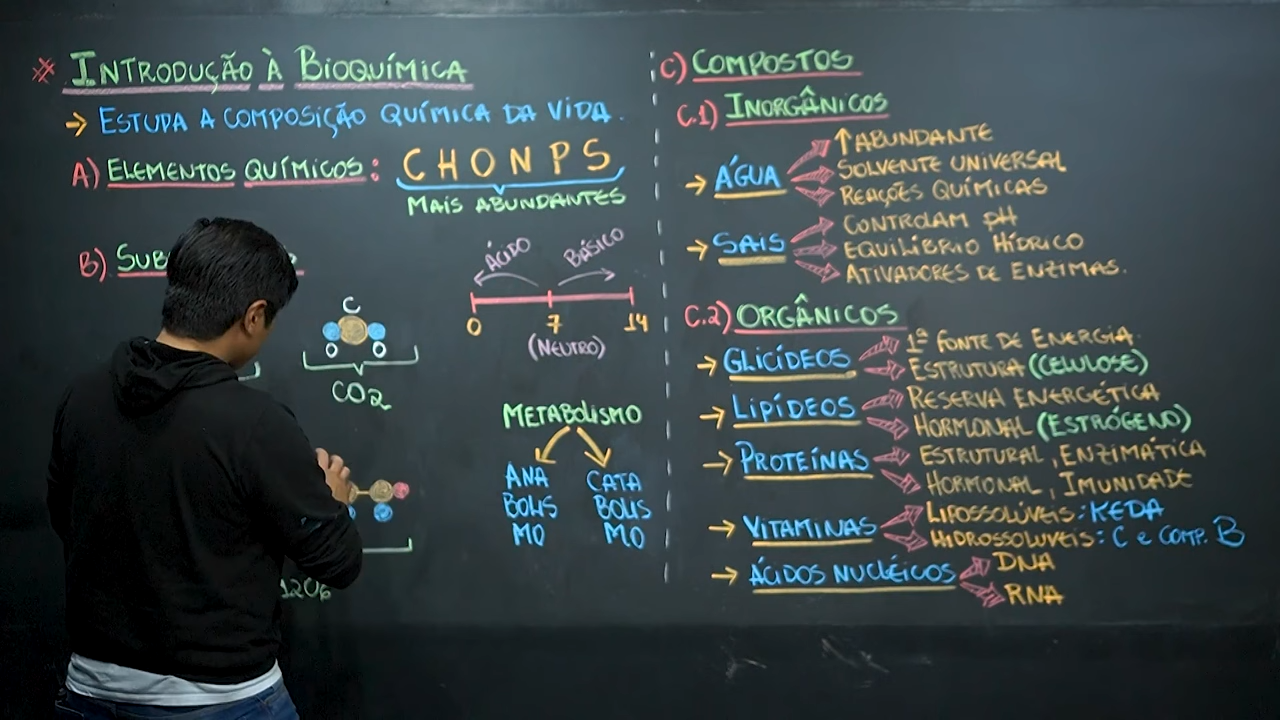 * INTRODUÇÃO À BIOQUÍMICA
→ ESTUDA A COMPOSIÇÃO QUÍMICA DA VIDA.
A) ELEMENTOS QUÍMICOS: CHONPS
MAIS ABUNDANTES
B)
C
O O
CO2
ÁCIDO BÁSICO
0 7 14
(NEUTRO)
METABOLISMO
ANA
BOLIS
MO
CATA
BOLIS
MO
C) COMPOSTOS
C.1) INORGÂNICOS
→ ÁGUA
↑ABUNDANTE
SOLVENTE UNIVERSAL
REAÇÕES QUÍMICAS
→ SAIS
CONTROLAM pH
EQUILÍBRIO HÍDRICO
ATIVADORES DE ENZIMAS.
C.2) ORGÂNICOS
→ GLICÍDEOS
1ª FONTE DE ENERGIA.
ESTRUTURA (CELULOSE)
→ LIPÍDEOS
RESERVA ENERGÉTICA
HORMONAL (ESTRÓGENO)
→ PROTEÍNAS
ESTRUTURAL, ENZIMÁTICA
HORMONAL, IMUNIDADE
→ VITAMINAS
LIPOSSOLÚVEIS: KEDA
HIDROSSOLUVEIS: C e COMP. B
→ ÁCIDOS NUCLÉICOS
DNA
RNA